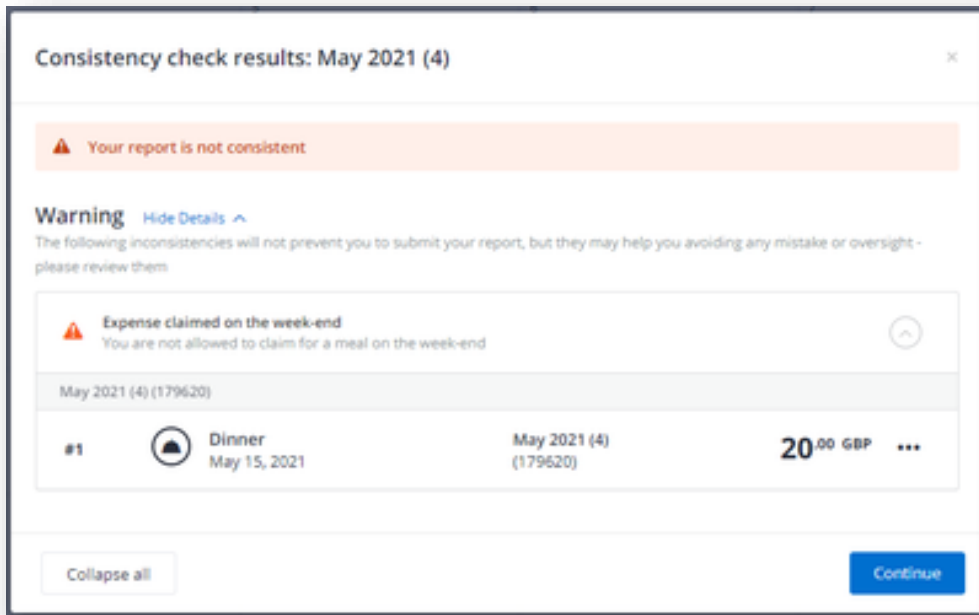 Consistency check results: May 2021 (4)
×
Your report is not consistent
Warning Hide Details
The following inconsistencies will not prevent you to submit your report, but they may help you avoiding any mistake or oversight -
please review them
Expense claimed on the week-end
You are not allowed to claim for a meal on the week-end
May 2021 (4) (179620)
#1 Dinner May 2021 (4) 20.00 GBP •••
May 15, 2021 (179620)
Collapse all Continue